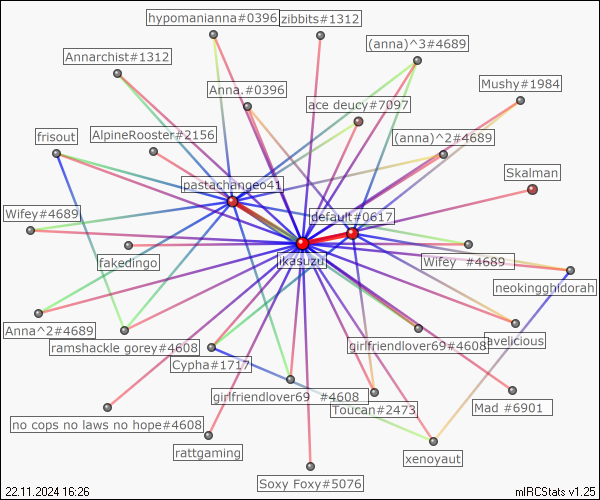 hypomanianna#0396
zibbits#1312
Annarchist#1312
(anna)^3#4689
Anna.#0396
Mushy#1984
ace deucy#7097
frisout
AlpineRooster#2156
(anna)^2#4689
Skalman
pastachangeo41
Wifey#4689
default#0617
fakedingo
ikasuzu
Wifey #4689
neokingghidorah
Anna^2#4689
ramshackle gorey#4608
girlfriendlover69#4608
avelicious
Cypha#1717
girlfriendlover69 #4608
Toucan#2473
Mad #6901
no cops no laws no hope#4608
rattgaming
xenoyaut
Soxy Foxy#5076
22.11.2024 16:26
mIRCStats v1.25